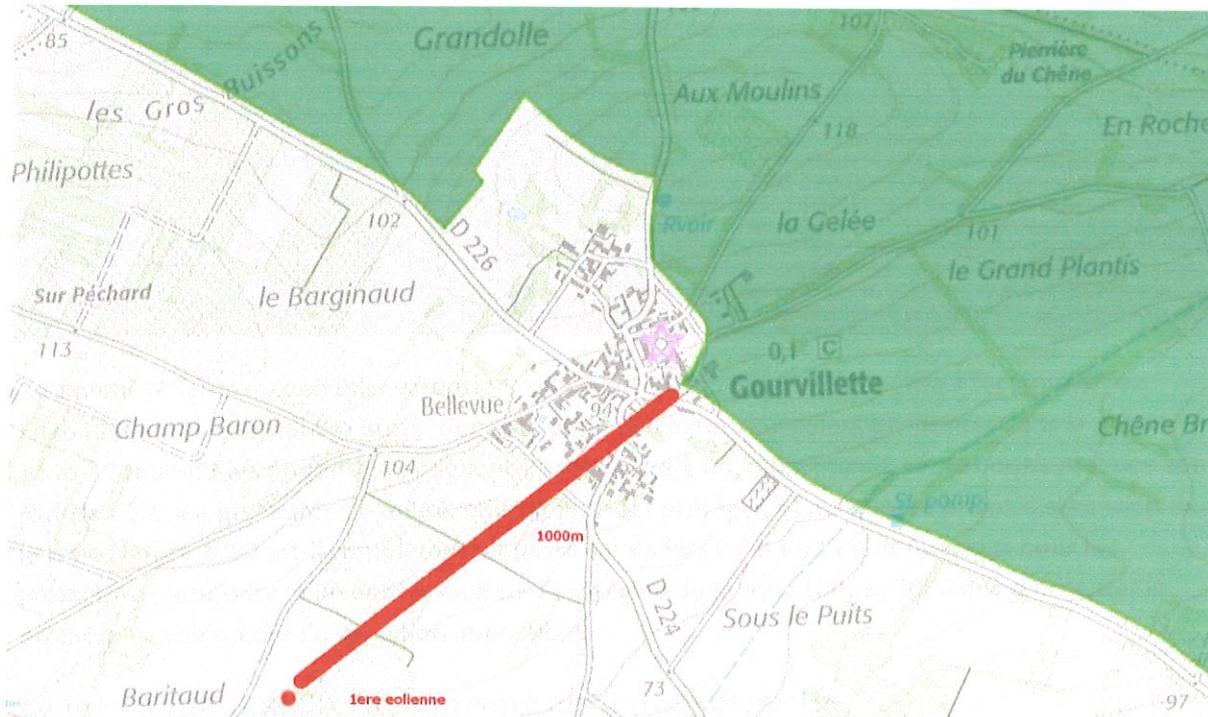 85
Grandolle
107
Pierrière
du Chêne
les Gros Buissons
Aux Moulins
118
En Roche
Philipottes
102
Rvoir
la Gelée
101
D 226
le Grand Plantis
Sur Péchard
le Barginaud
113
0,1 C
Gourvillette
Bellevue
94
Champ Baron
Chêne Br
104
St. pomp.
1000m
D 224
Sous le Puits
Baritaud
1ere eolienne
73
97